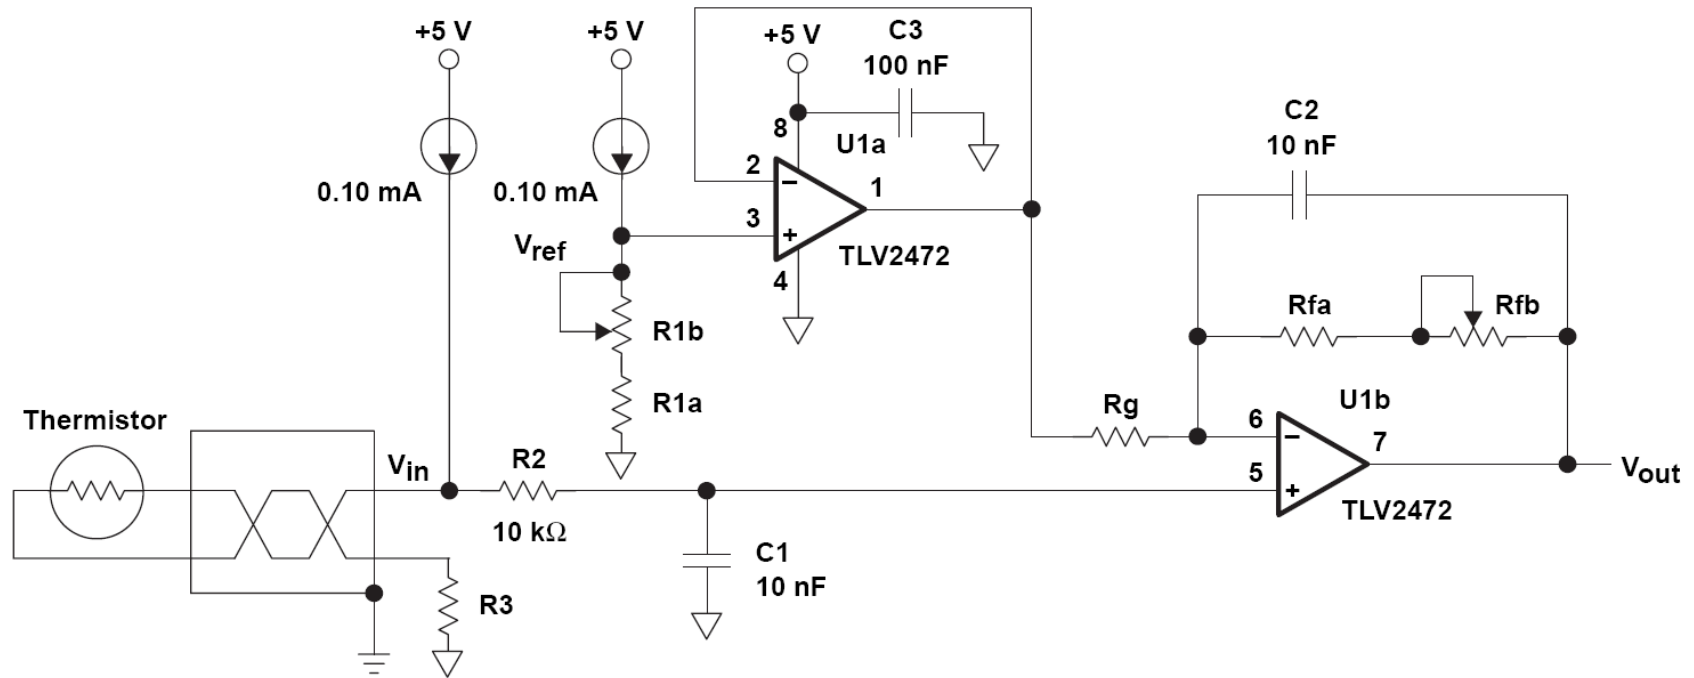 +5 V
+5 V
+5 V
C3
100 nF
0.10 mA
0.10 mA
8
U1a
2
−
1
3
+
TLV2472
4
Vref
R1b
R1a
C2
10 nF
Rfa
Rfb
Rg
U1b
6
−
7
5
+
TLV2472
Vout
Thermistor
Vin
R2
10 kΩ
C1
10 nF
R3